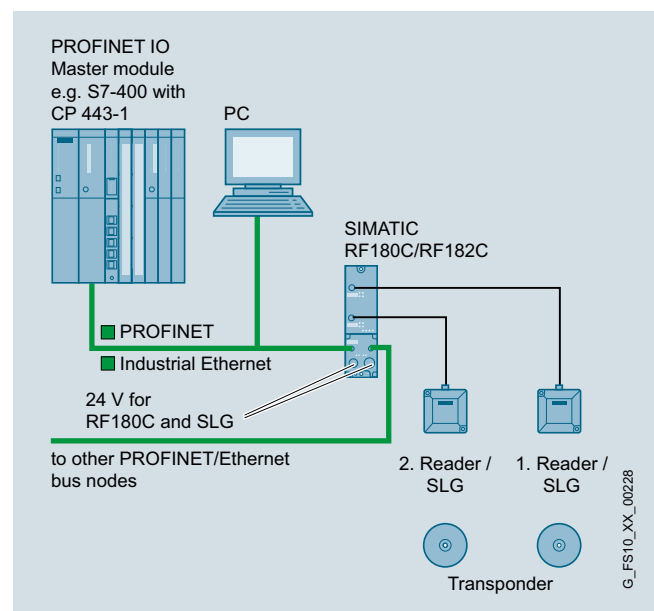 PROFINET IO
Master module
e.g. S7-400 with
CP 443-1
PC
SIMATIC
RF180C/RF182C
PROFINET
Industrial Ethernet
24 V for
RF180C and SLG
to other PROFINET/Ethernet
bus nodes
2. Reader /
SLG
1. Reader /
SLG
Transponder
G_FS10_XX_00228